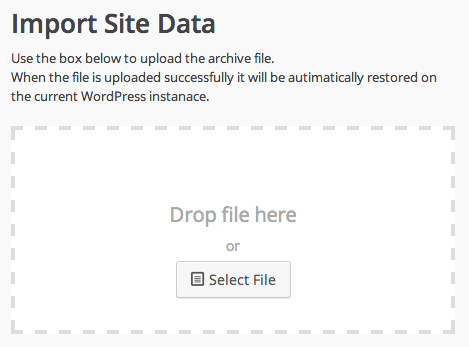 Import Site Data
Use the box below to upload the archive file.
When the file is uploaded successfully it will be autimatically restored on
the current WordPress instanace.
Drop file here
or
Select File